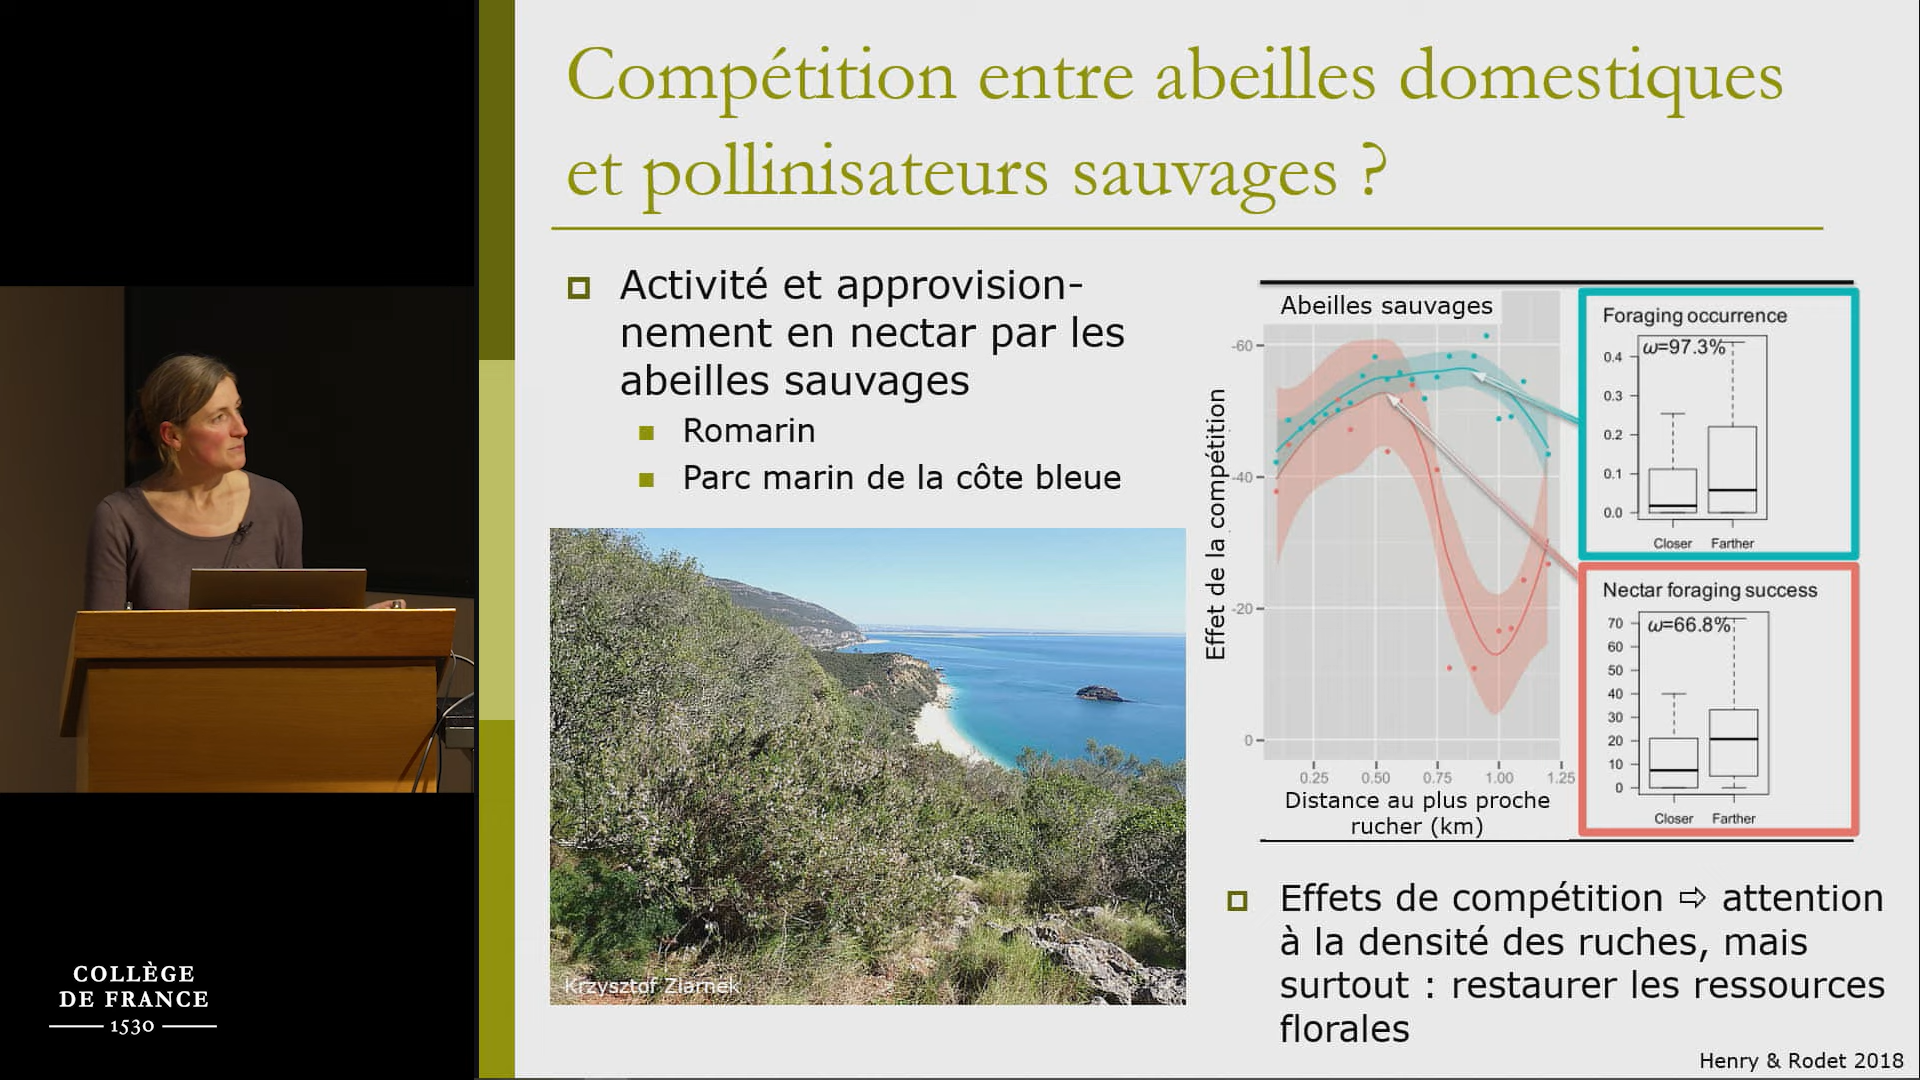 Compétition entre abeilles domestiques
et pollinisateurs sauvages ?
Activité et approvision-
nement en nectar par les
abeilles sauvages
Romarin
Parc marin de la côte bleue
Krzysztof Ziarnek
Abeilles sauvages
Effet de la compétition
-60
-40
-20
0
0.25 0.50 0.75 1.00 1.25
Distance au plus proche
rucher (km)
Foraging occurrence
ω=97.3%
0.4
0.3
0.2
0.1
0.0
Closer Farther
Nectar foraging success
ω=66.8%
70
60
50
40
30
20
10
0
Closer Farther
Effets de compétition ⇨ attention
à la densité des ruches, mais
surtout : restaurer les ressources
florales
Henry & Rodet 2018
COLLÈGE
DE FRANCE
1530